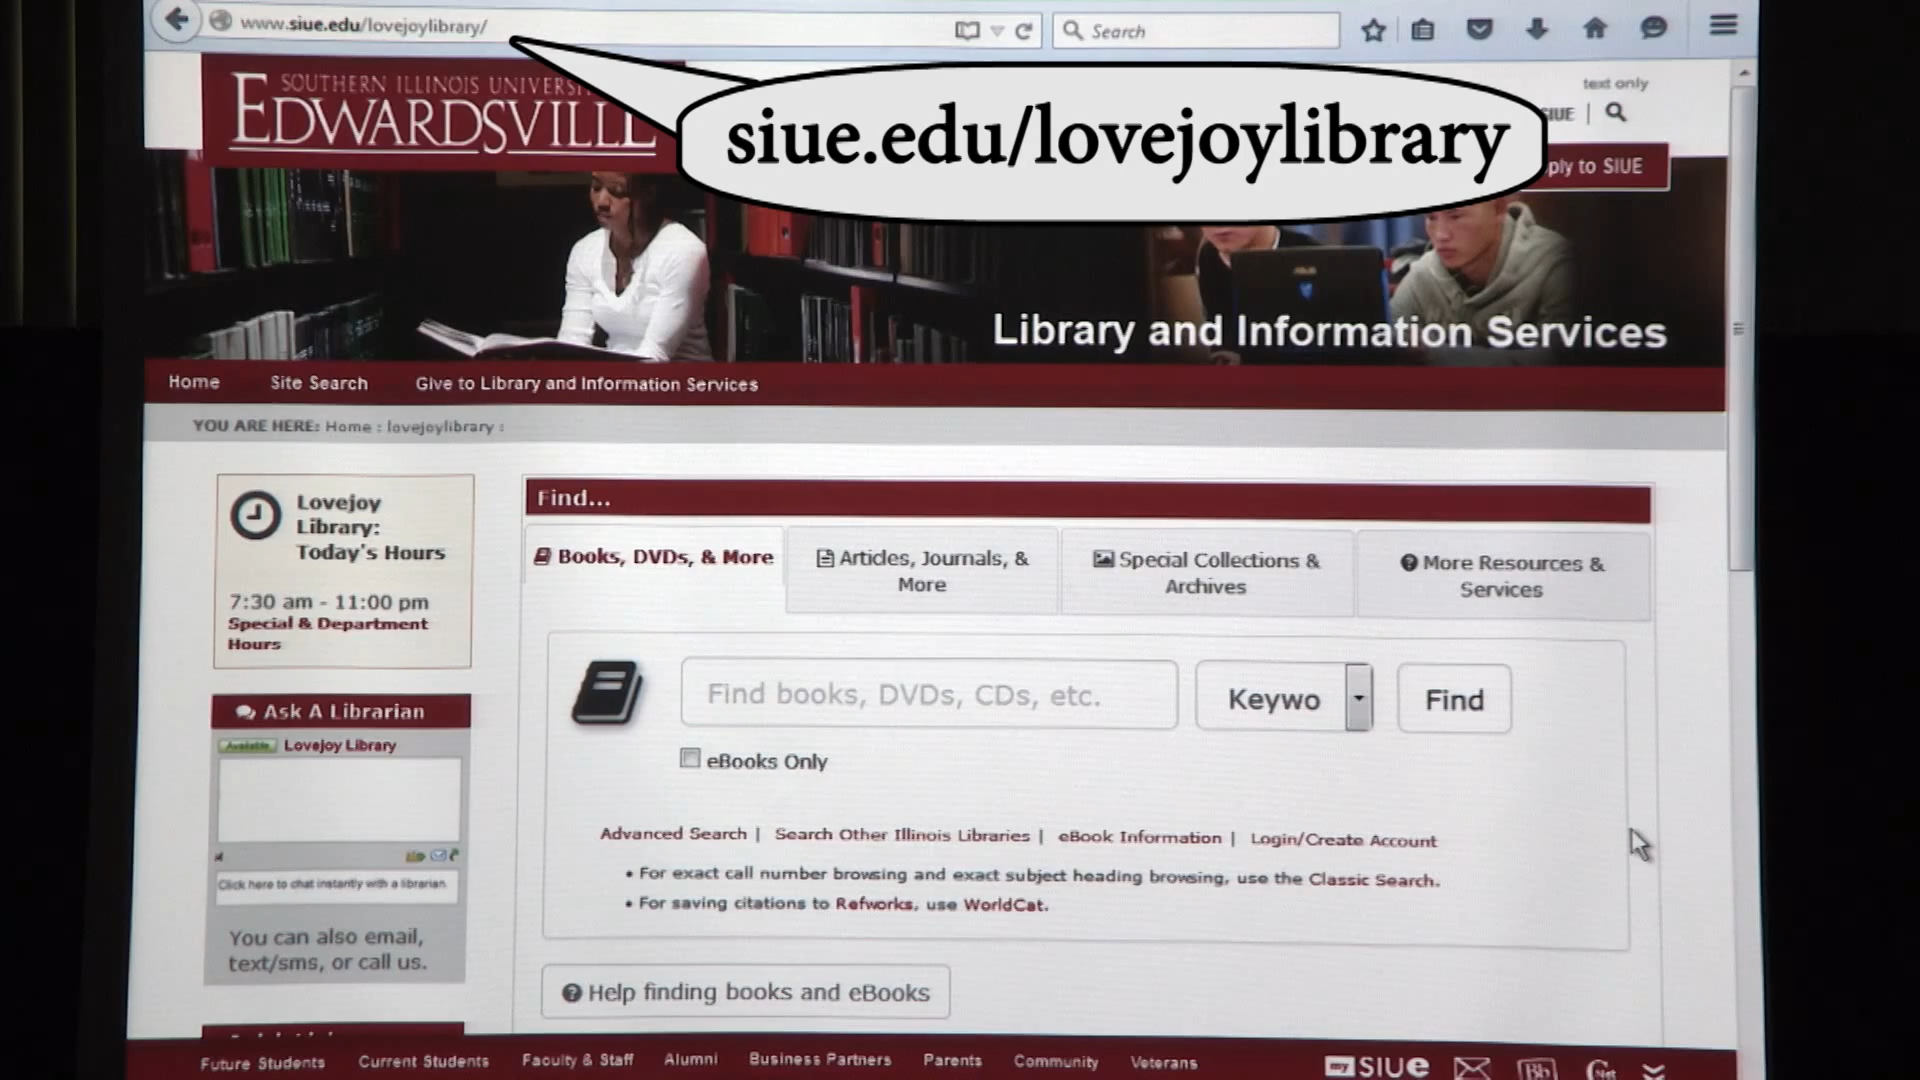 www.siue.edu/lovejoylibrary/
Search
siue.edu/lovejoylibrary
SOUTHERN ILLINOIS
EDWARDSVILLE
text only
SIUE
to SIUE
Library and Information Services
Home Site Search Give to Library and Information Services
YOU ARE HERE: Home : lovejoylibrary :
Lovejoy
Library:
Today's Hours
7:30 am - 11:00 pm
Special & Department
Hours
Ask A Librarian
Available Lovejoy Library
Click here to chat instantly with a librarian.
You can also email,
text/sms, or call us.
Find...
Books, DVDs, & More
Articles, Journals, &
More
Special Collections &
Archives
More Resources &
Services
Find books, DVDs, CDs, etc. Keywo Find
eBooks Only
Advanced Search | Search Other Illinois Libraries | eBook Information | Login/Create Account
• For exact call number browsing and exact subject heading browsing, use the Classic Search.
• For saving citations to Refworks, use WorldCat.
Help finding books and eBooks
Future Students Current Students Faculty & Staff Alumni Business Partners Parents Community Veterans my SIUe Bb